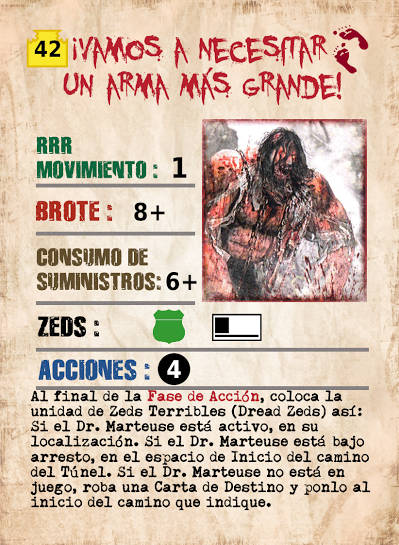 42
¡VAMOS A NECESITAR
UN ARMA MÁS GRANDE!
RRR
MOVIMIENTO : 1
BROTE : 8+
CONSUMO DE
SUMINISTROS: 6+
ZEDS :
ACCIONES : 4
Al final de la Fase de Acción, coloca la
unidad de Zeds Terribles (Dread Zeds) así:
Si el Dr. Marteuse está activo, en su
localización. Si el Dr. Marteuse está bajo
arresto, en el espacio de Inicio del camino
del Túnel. Si el Dr. Marteuse no está en
juego, roba una Carta de Destino y ponlo al
inicio del camino que indique.